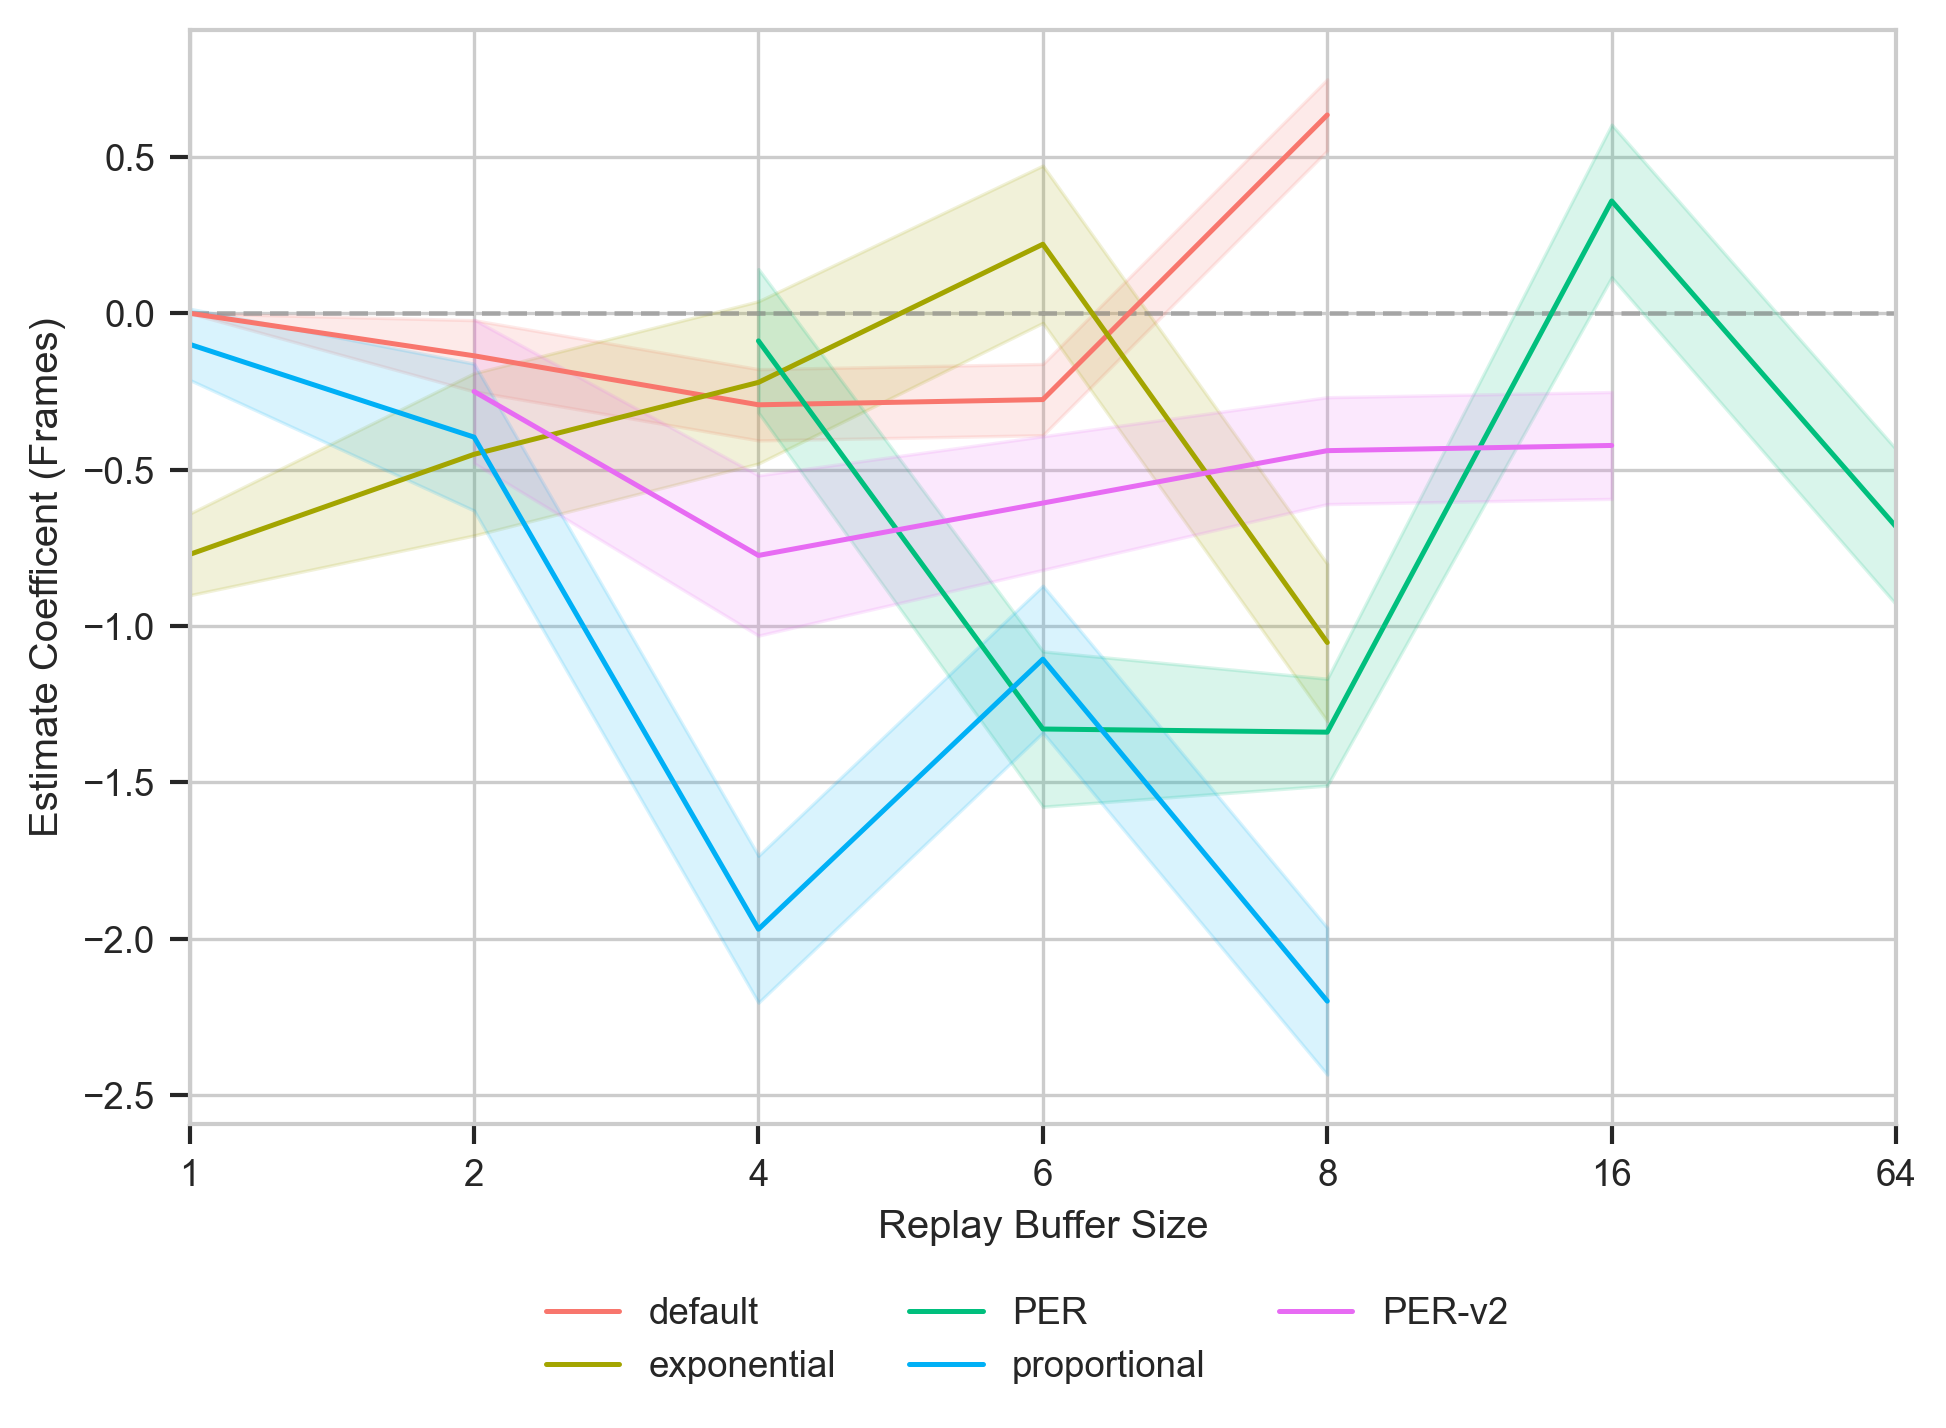 0.5
0.0
−0.5
−1.0
−1.5
−2.0
−2.5
Estimate Coefficent (Frames)
1 2 4 6 8 16 64
Replay Buffer Size
default PER PER-v2
exponential proportional